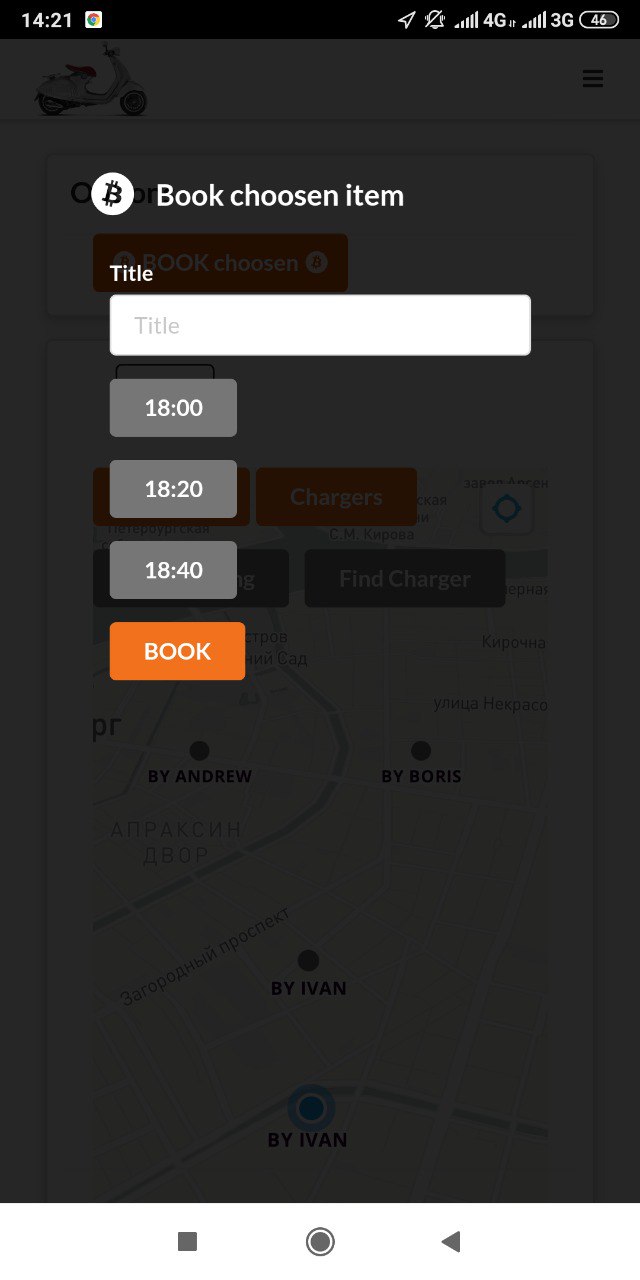 14:21
4G
3G
46
Book choosen item
BOOK choosen
Title
Title
18:00
18:20
Chargers
18:40
Find Charger
С.М. Кирова
Кирочна
BOOK
улица Некрасо
рг
BY ANDREW
BY BORIS
АПРАКСИН
ДВОР
Загородный проспект
BY IVAN
BY IVAN